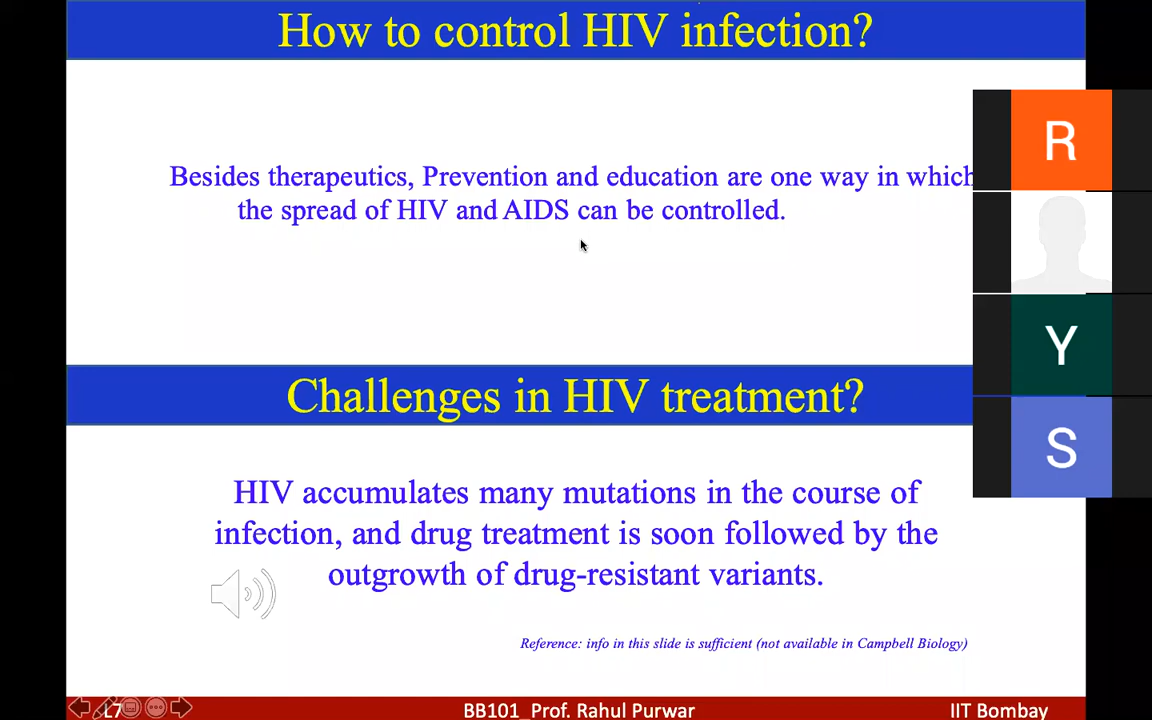 How to control HIV infection?
Besides therapeutics, Prevention and education are one way in which
the spread of HIV and AIDS can be controlled.
R
Y
S
Challenges in HIV treatment?
HIV accumulates many mutations in the course of
infection, and drug treatment is soon followed by the
outgrowth of drug-resistant variants.
Reference: info in this slide is sufficient (not available in Campbell Biology)
L7
BB101_Prof. Rahul Purwar
IIT Bombay